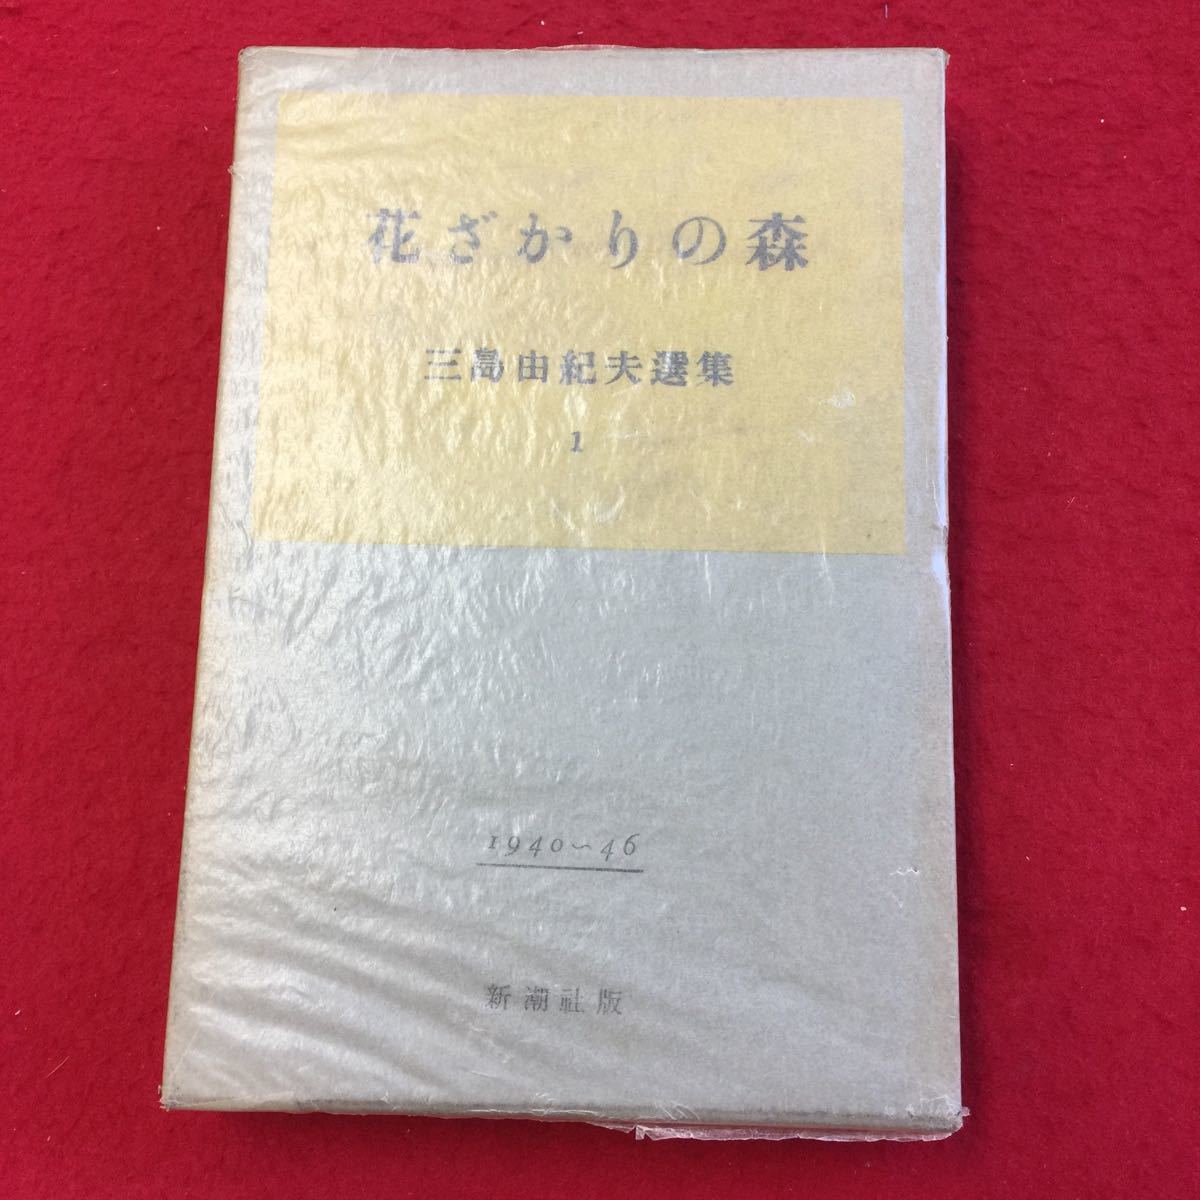 花ざかりの森
三島由紀夫選集
1
1940~46
新潮社版